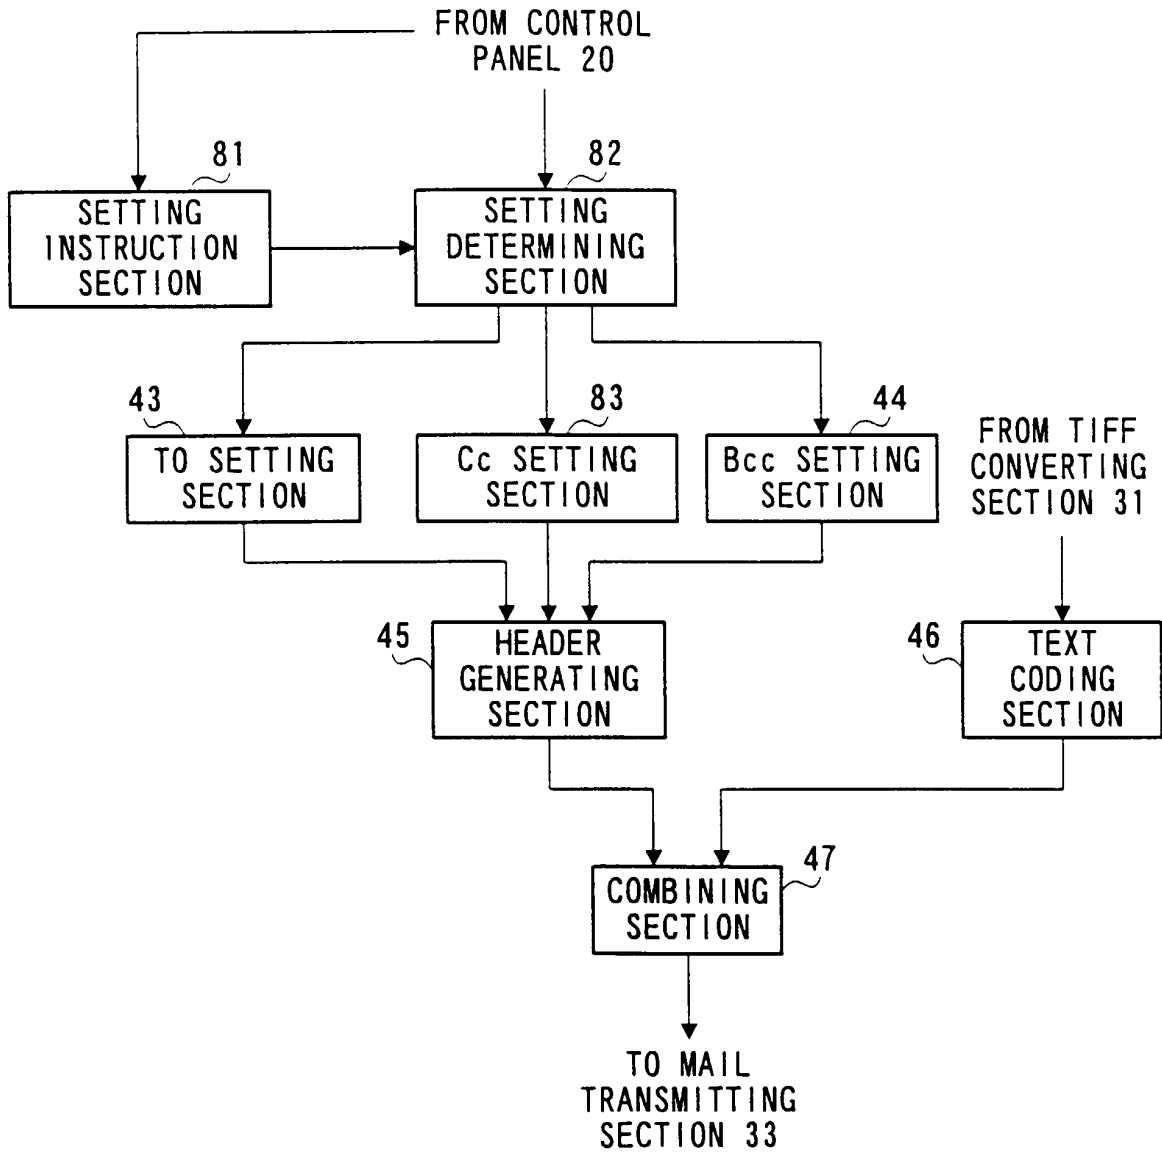 FROM CONTROL
PANEL 20
81
82
SETTING
INSTRUCTION
SECTION
SETTING
DETERMINING
SECTION
43
83
44
TO SETTING
SECTION
Cc SETTING
SECTION
Bcc SETTING
SECTION
FROM TIFF
CONVERTING
SECTION 31
45
HEADER
GENERATING
SECTION
46
TEXT
CODING
SECTION
47
COMBINING
SECTION
TO MAIL
TRANSMITTING
SECTION 33